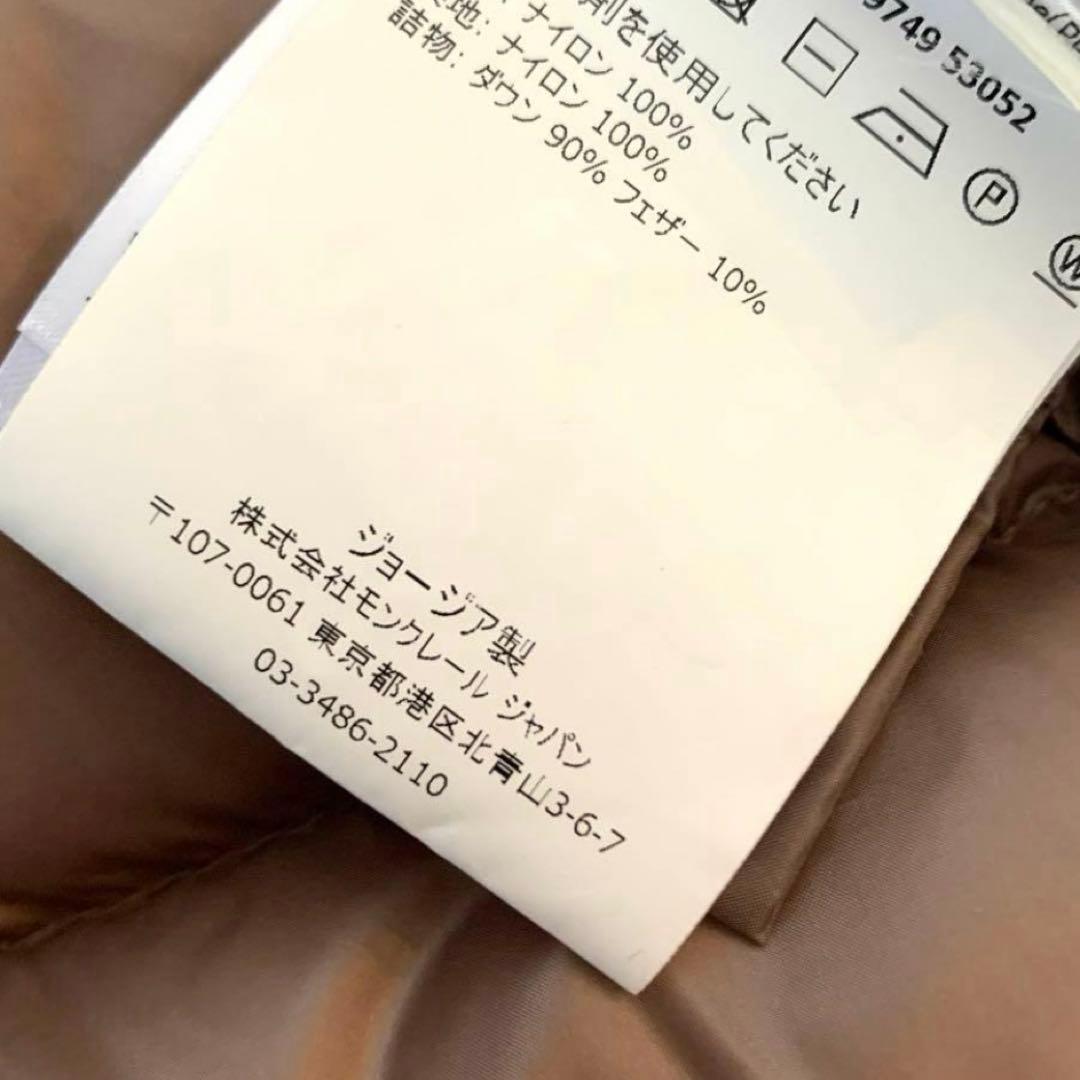 9749 53052
剤を使用してください
ナイロン 100%
地: ナイロン 100%
詰物: ダウン 90% フェザー 10%
P
W
ジョージア製
株式会社モンクレール ジャパン
〒107-0061 東京都港区北青山3-6-7
03-3486-2110